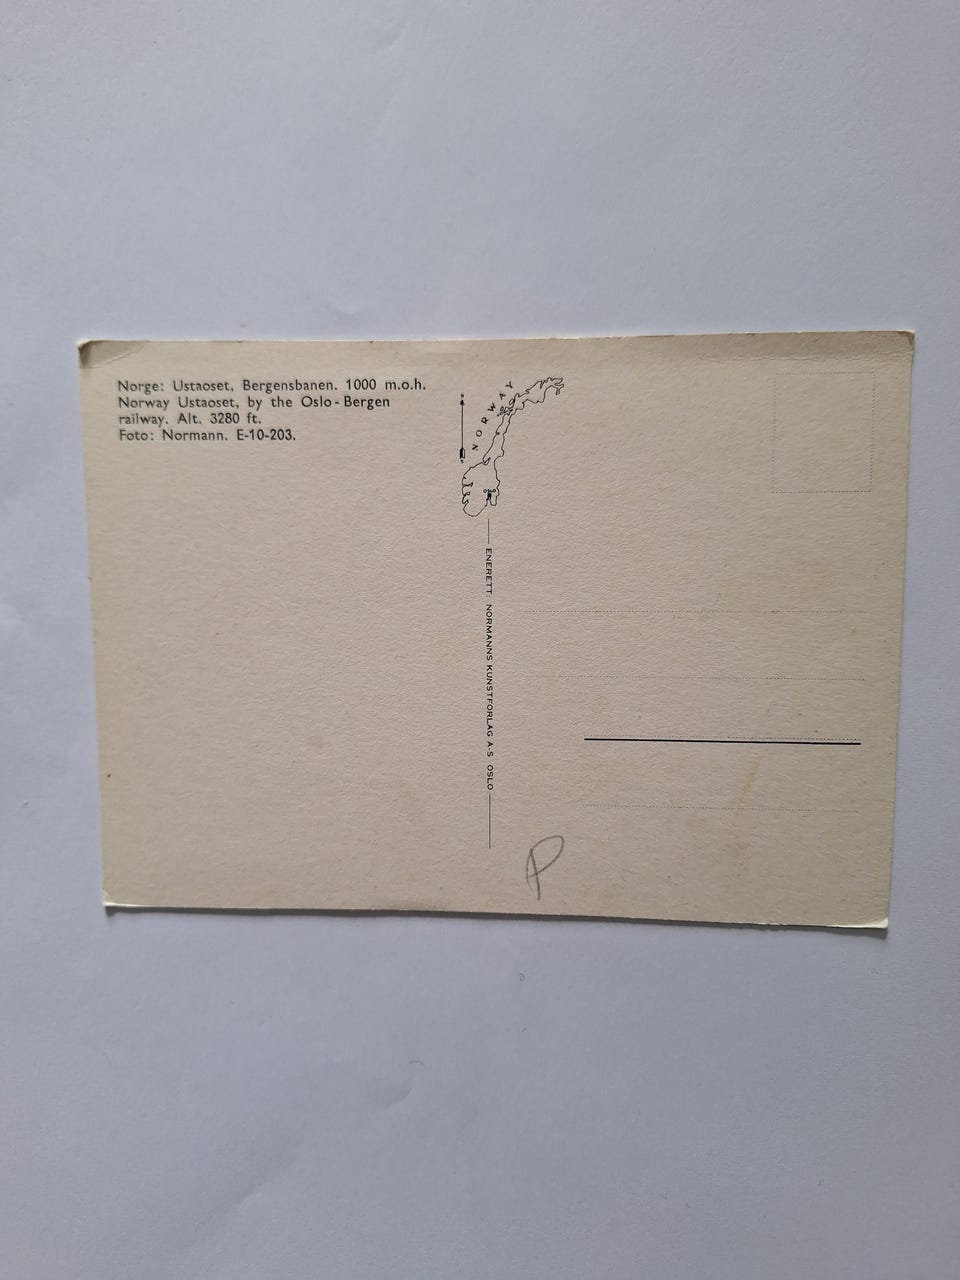 Norge: Ustaoset, Bergensbanen. 1000 m.o.h.
Norway Ustaoset, by the Oslo-Bergen
railway. Alt. 3280 ft.
Foto: Normann. E-10-203.
NORWAY
ENERETT: NORMANNS KUNSTFORLAG A·S OSLO
P